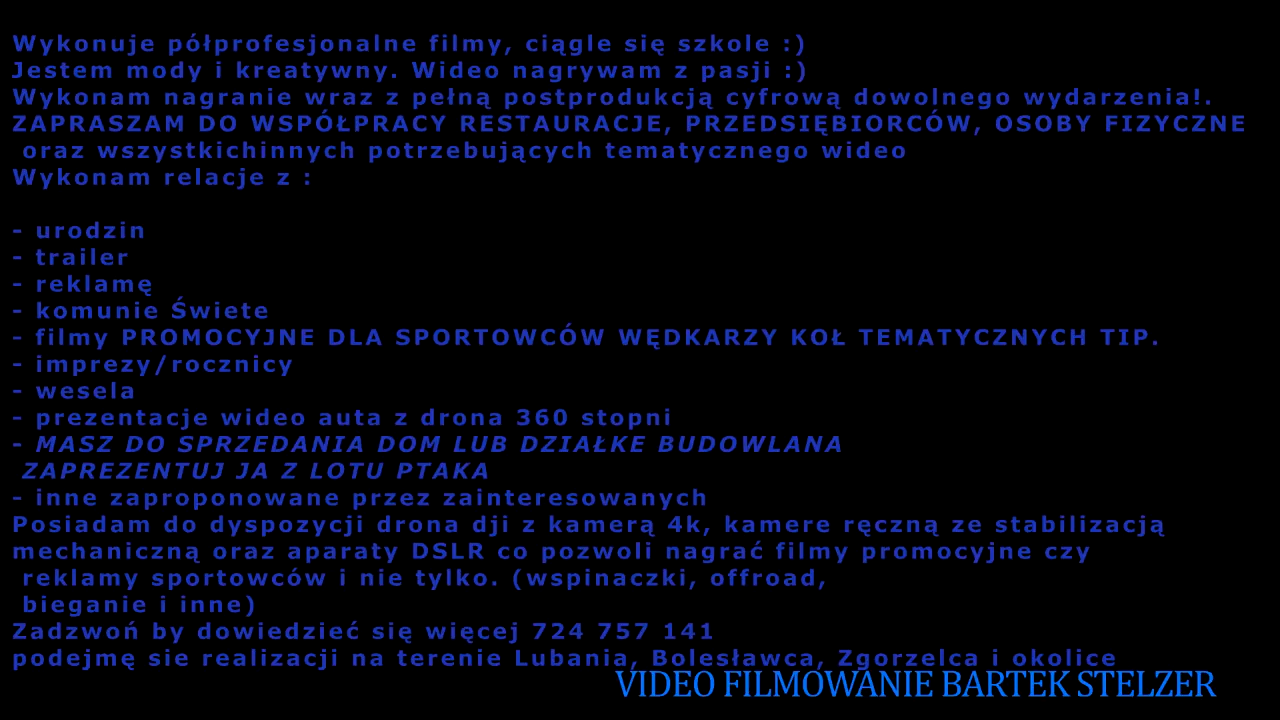 Wykonuje półprofesjonalne filmy, ciągle się szkole :)
Jestem mody i kreatywny. Wideo nagrywam z pasji :)
Wykonam nagranie wraz z pełną postprodukcją cyfrową dowolnego wydarzenia!.
ZAPRASZAM DO WSPÓŁPRACY RESTAURACJE, PRZEDSIĘBIORCÓW, OSOBY FIZYCZNE
oraz wszystkichinnych potrzebujących tematycznego wideo
Wykonam relacje z :
- urodzin
- trailer
- reklamę
- komunie Świete
- filmy PROMOCYJNE DLA SPORTOWCÓW WĘDKARZY KOŁ TEMATYCZNYCH TIP.
- imprezy/rocznicy
- wesela
- prezentacje wideo auta z drona 360 stopni
- MASZ DO SPRZEDANIA DOM LUB DZIAŁKE BUDOWLANA
ZAPREZENTUJ JA Z LOTU PTAKA
- inne zaproponowane przez zainteresowanych
Posiadam do dyspozycji drona dji z kamerą 4k, kamere ręczną ze stabilizacją
mechaniczną oraz aparaty DSLR co pozwoli nagrać filmy promocyjne czy
reklamy sportowców i nie tylko. (wspinaczki, offroad,
bieganie i inne)
Zadzwoń by dowiedzieć się więcej 724 757 141
podejmę sie realizacji na terenie Lubania, Bolesławca, Zgorzelca i okolice
VIDEO FILMOWANIE BARTEK STELZER